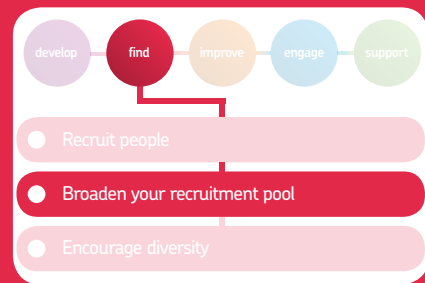 develop find improve engage support
Recruit people
Broaden your recruitment pool
Encourage diversity